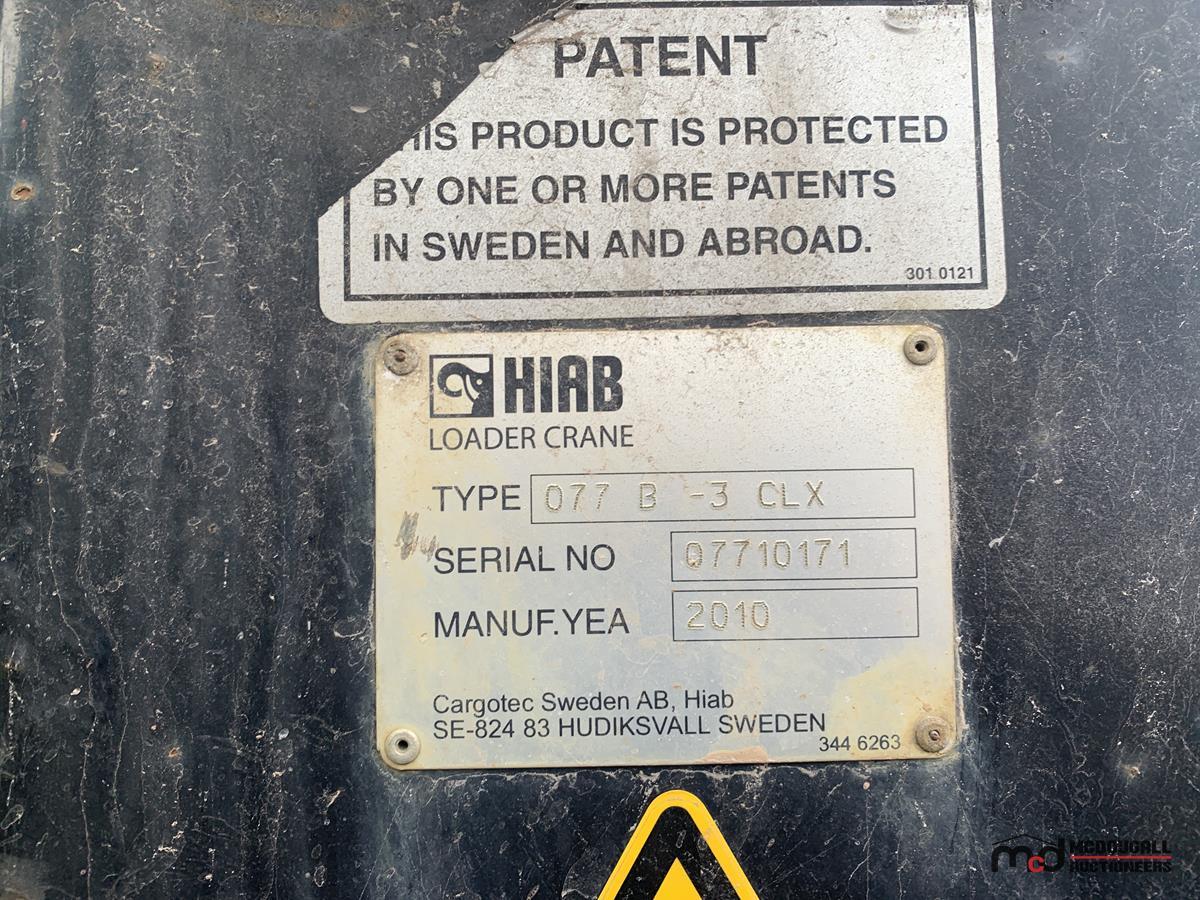 PATENT
HIS PRODUCT IS PROTECTED
BY ONE OR MORE PATENTS
IN SWEDEN AND ABROAD.
301 0121
HIAB
LOADER CRANE
TYPE 077 B -3 CLX
SERIAL NO 07710171
MANUF.YEA 2010
Cargotec Sweden AB, Hiab
SE-824 83 HUDIKSVALL SWEDEN
344 6263
mcd MCDOUGALL
AUCTIONEERS